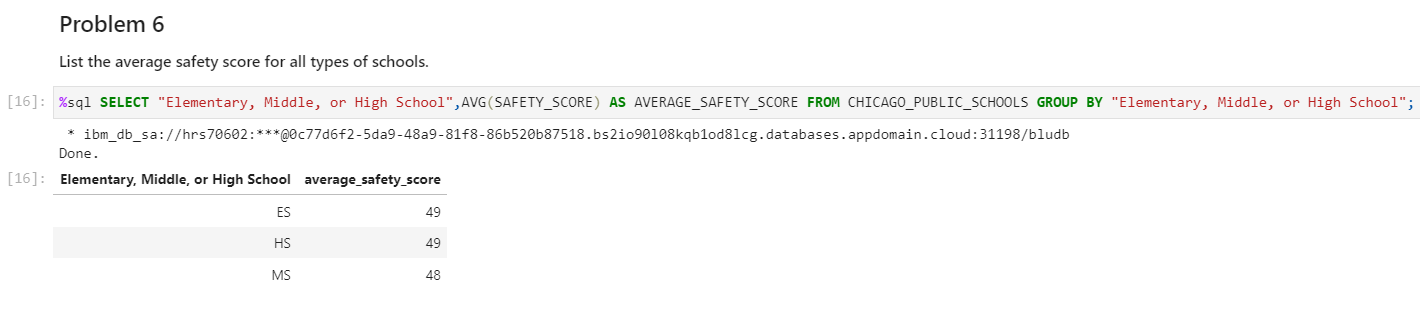 Problem 6
List the average safety score for all types of schools.
[16]: %sql SELECT "Elementary, Middle, or High School",AVG(SAFETY_SCORE) AS AVERAGE_SAFETY_SCORE FROM CHICAGO_PUBLIC_SCHOOLS GROUP BY "Elementary, Middle, or High School";
* ibm_db_sa://hrs70602:***@0c77d6f2-5da9-48a9-81f8-86b520b87518.bs2io90l08kqb1od8lcg.databases.appdomain.cloud:31198/bludb
Done.
[16]: Elementary, Middle, or High School average_safety_score
ES 49
HS 49
MS 48